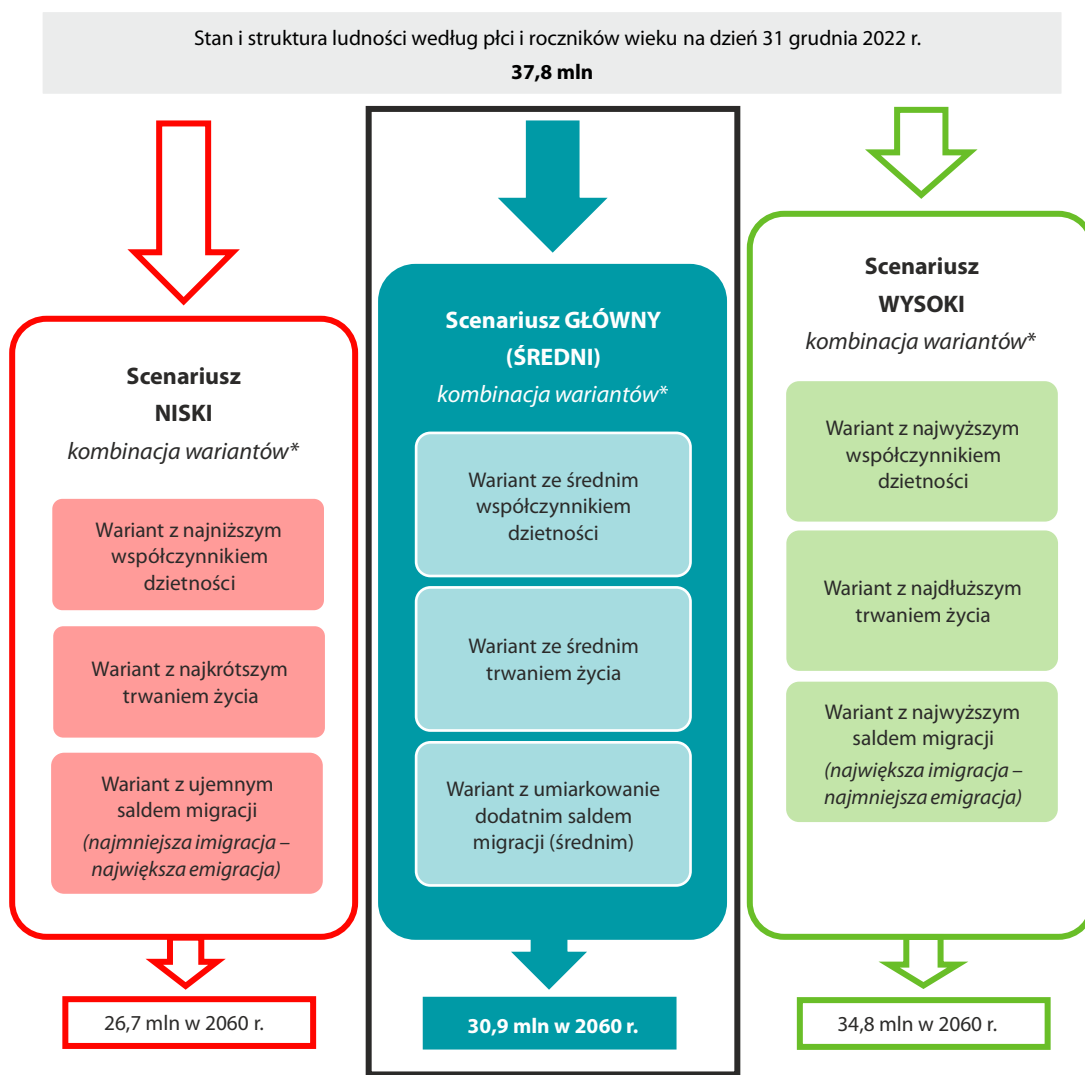 Stan i struktura ludności według płci i roczników wieku na dzień 31 grudnia 2022 r.
37,8 mln
Scenariusz
NISKI
kombinacja wariantów*
Wariant z najniższym
współczynnikiem
dzietności
Wariant z najkrótszym
trwaniem życia
Wariant z ujemnym
saldem migracji
(najmniejsza imigracja –
największa emigracja)
26,7 mln w 2060 r.
Scenariusz GŁÓWNY
(ŚREDNI)
kombinacja wariantów*
Wariant ze średnim
współczynnikiem
dzietności
Wariant ze średnim
trwaniem życia
Wariant z umiarkowanie
dodatnim saldem
migracji (średnim)
30,9 mln w 2060 r.
Scenariusz
WYSOKI
kombinacja wariantów*
Wariant z najwyższym
współczynnikiem
dzietności
Wariant z najdłuższym
trwaniem życia
Wariant z najwyższym
saldem migracji
(największa imigracja –
najmniejsza emigracja)
34,8 mln w 2060 r.